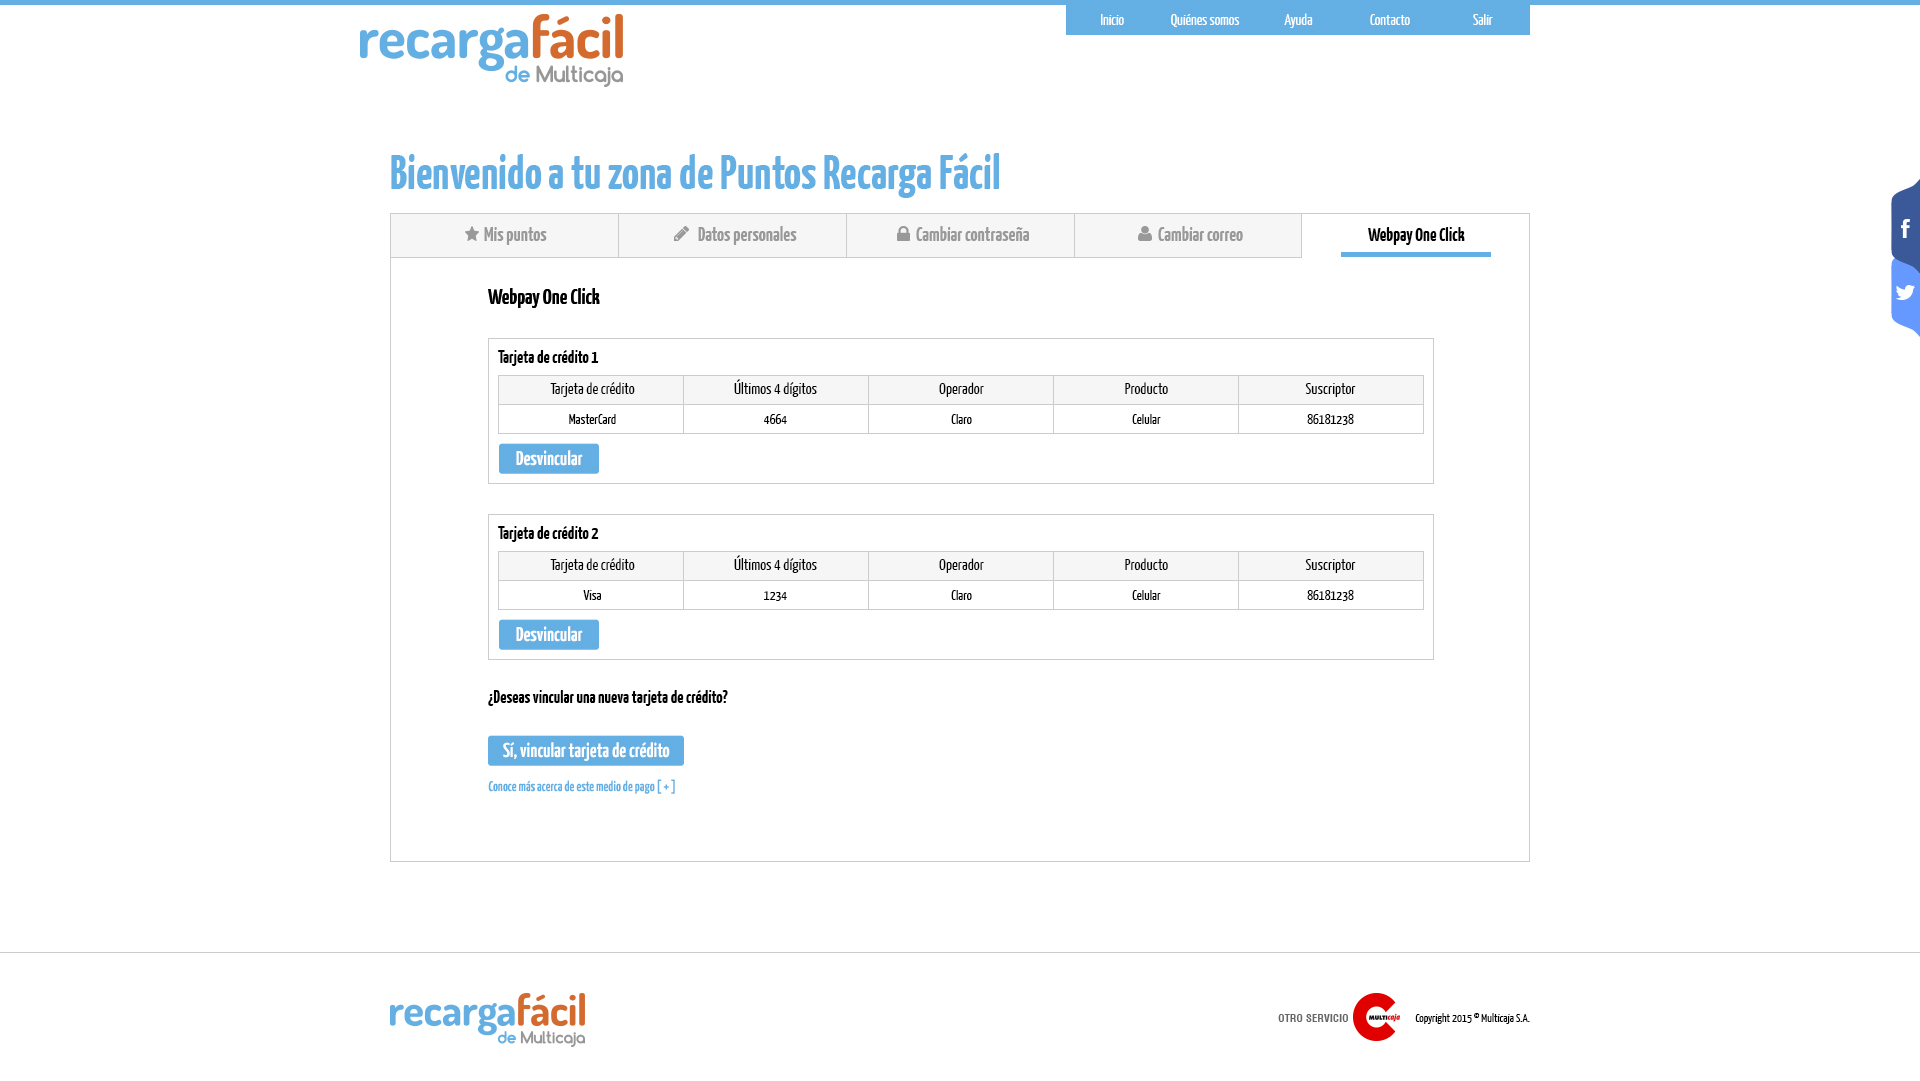 recargafácil
de Multicaja
Inicio Quiénes somos Ayuda Contacto Salir
Bienvenido a tu zona de Puntos Recarga Fácil
Mis puntos Datos personales Cambiar contraseña Cambiar correo Webpay One Click
Webpay One Click
Tarjeta de crédito 1
Tarjeta de crédito Últimos 4 dígitos Operador Producto Suscriptor
MasterCard 4664 Claro Celular 86181238
Desvincular
Tarjeta de crédito 2
Tarjeta de crédito Últimos 4 dígitos Operador Producto Suscriptor
Visa 1234 Claro Celular 86181238
Desvincular
¿Deseas vincular una nueva tarjeta de crédito?
Sí, vincular tarjeta de crédito
Conoce más acerca de este medio de pago [ + ]
recargafácil
de Multicaja
OTRO SERVICIO MULTIcaja Copyright 2015 © Multicaja S.A.